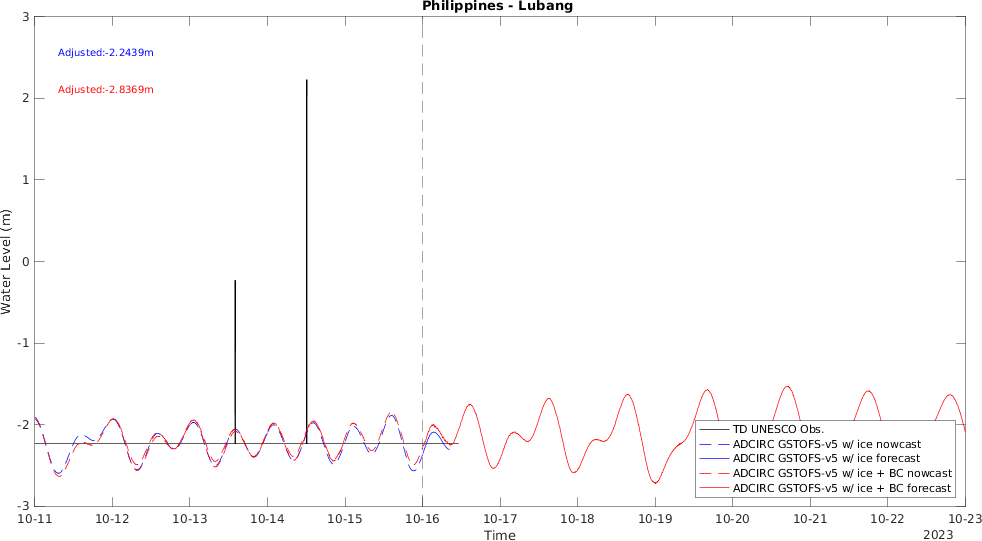 Philippines - Lubang
Adjusted:-2.2439m
Adjusted:-2.8369m
Water Level (m)
3
2
1
0
-1
-2
-3
TD UNESCO Obs.
ADCIRC GSTOFS-v5 w/ ice nowcast
ADCIRC GSTOFS-v5 w/ ice forecast
ADCIRC GSTOFS-v5 w/ ice + BC nowcast
ADCIRC GSTOFS-v5 w/ ice + BC forecast
10-11 10-12 10-13 10-14 10-15 10-16 10-17 10-18 10-19 10-20 10-21 10-22 10-23
Time
2023